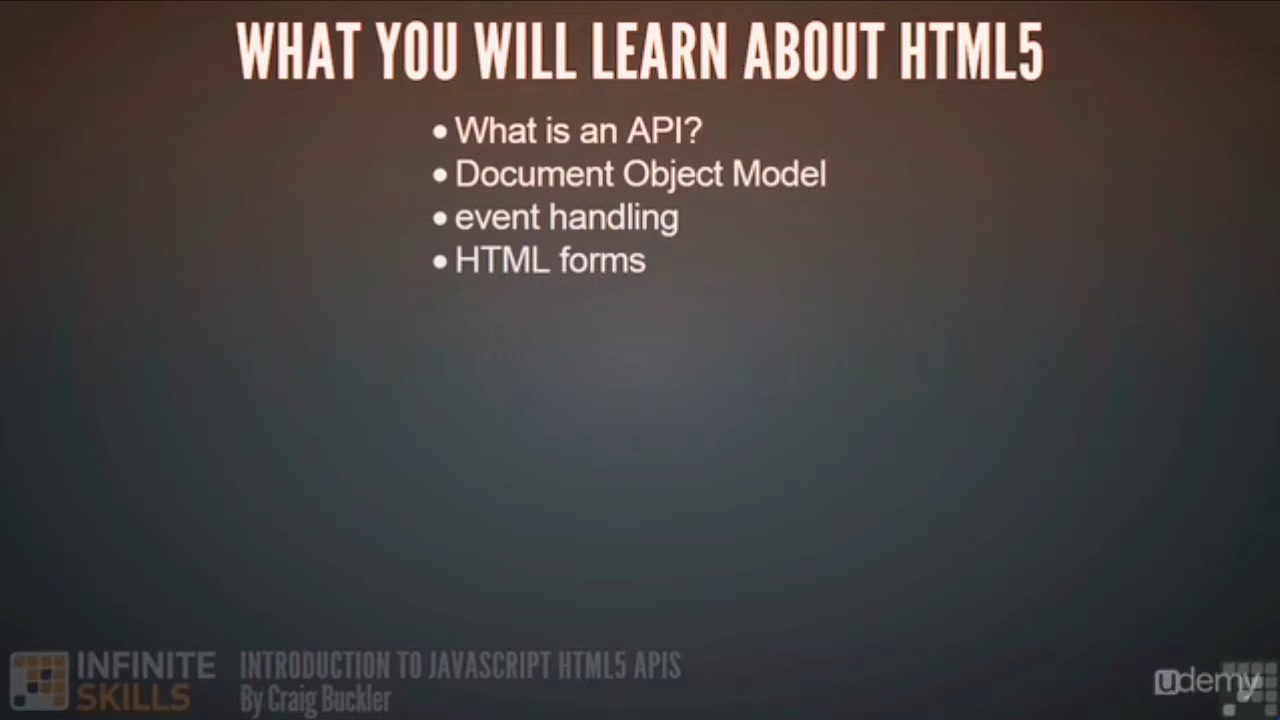 WHAT YOU WILL LEARN ABOUT HTML5
• What is an API?
• Document Object Model
• event handling
• HTML forms
INFINITE SKILLS
INTRODUCTION TO JAVASCRIPT HTML5 APIS
By Craig Buckler
udemy